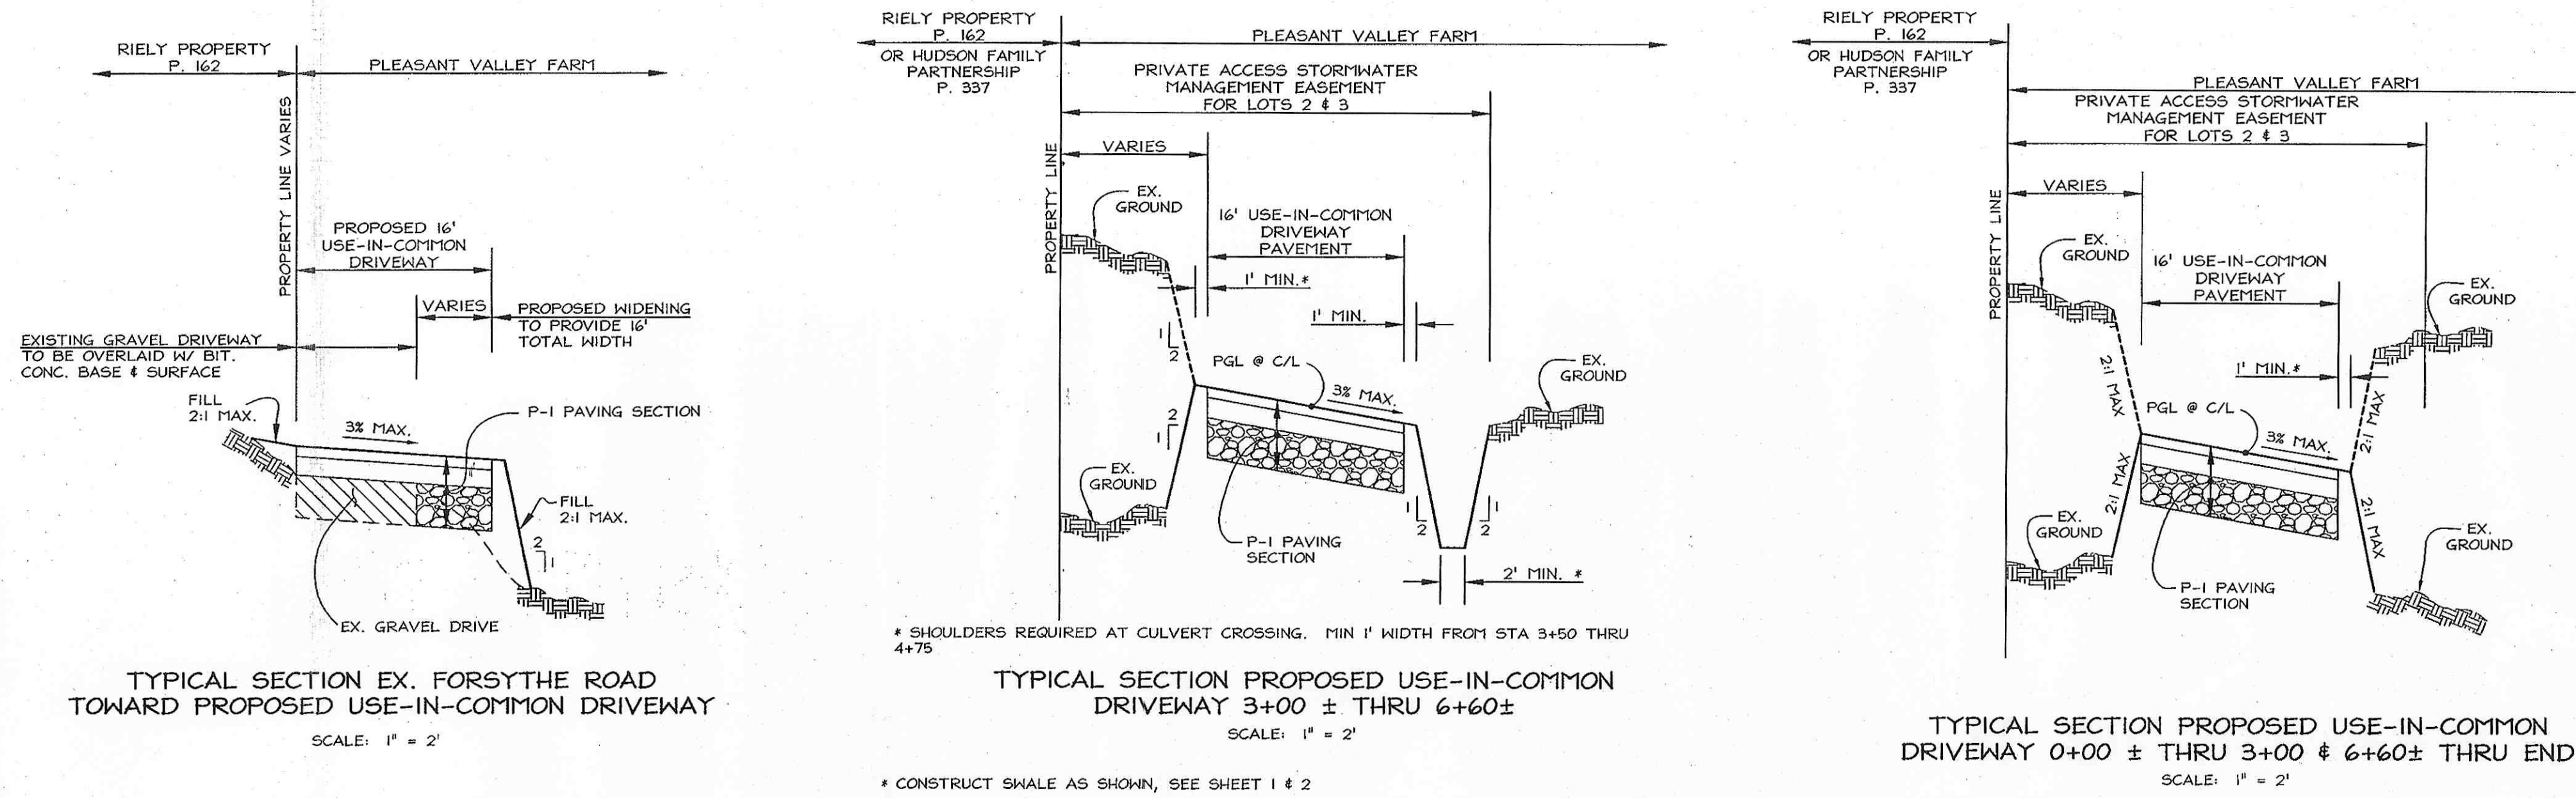 RIELY PROPERTY
P. 162
PLEASANT VALLEY FARM
PROPERTY LINE VARIES
PROPOSED 16'
USE-IN-COMMON
DRIVEWAY
VARIES
PROPOSED WIDENING
TO PROVIDE 16'
TOTAL WIDTH
EXISTING GRAVEL DRIVEWAY
TO BE OVERLAID W/ BIT.
CONC. BASE & SURFACE
FILL
2:1 MAX.
3% MAX.
P-1 PAVING SECTION
FILL
2:1 MAX.
2
1
EX. GRAVEL DRIVE
TYPICAL SECTION EX. FORSYTHE ROAD
TOWARD PROPOSED USE-IN-COMMON DRIVEWAY
SCALE: 1" = 2'
RIELY PROPERTY
P. 162
OR HUDSON FAMILY
PARTNERSHIP
P. 337
PLEASANT VALLEY FARM
PRIVATE ACCESS STORMWATER
MANAGEMENT EASEMENT
FOR LOTS 2 & 3
PROPERTY LINE
VARIES
EX.
GROUND
16' USE-IN-COMMON
DRIVEWAY
PAVEMENT
1' MIN.*
1' MIN.
1
2
PGL @ C/L
3% MAX.
EX.
GROUND
2
1
EX.
GROUND
1
2
1
2
P-1 PAVING
SECTION
2' MIN. *
* SHOULDERS REQUIRED AT CULVERT CROSSING. MIN 1' WIDTH FROM STA 3+50 THRU
4+75
TYPICAL SECTION PROPOSED USE-IN-COMMON
DRIVEWAY 3+00 ± THRU 6+60±
SCALE: 1" = 2'
* CONSTRUCT SWALE AS SHOWN, SEE SHEET 1 & 2
RIELY PROPERTY
P. 162
OR HUDSON FAMILY
PARTNERSHIP
P. 337
PLEASANT VALLEY FARM
PRIVATE ACCESS STORMWATER
MANAGEMENT EASEMENT
FOR LOTS 2 & 3
PROPERTY LINE
VARIES
EX.
GROUND
16' USE-IN-COMMON
DRIVEWAY
PAVEMENT
EX.
GROUND
1' MIN.*
2:1 MAX
2:1 MAX
PGL @ C/L
3% MAX.
2:1 MAX
2:1 MAX
EX.
GROUND
EX.
GROUND
P-1 PAVING
SECTION
TYPICAL SECTION PROPOSED USE-IN-COMMON
DRIVEWAY 0+00 ± THRU 3+00 & 6+60± THRU END
SCALE: 1" = 2'